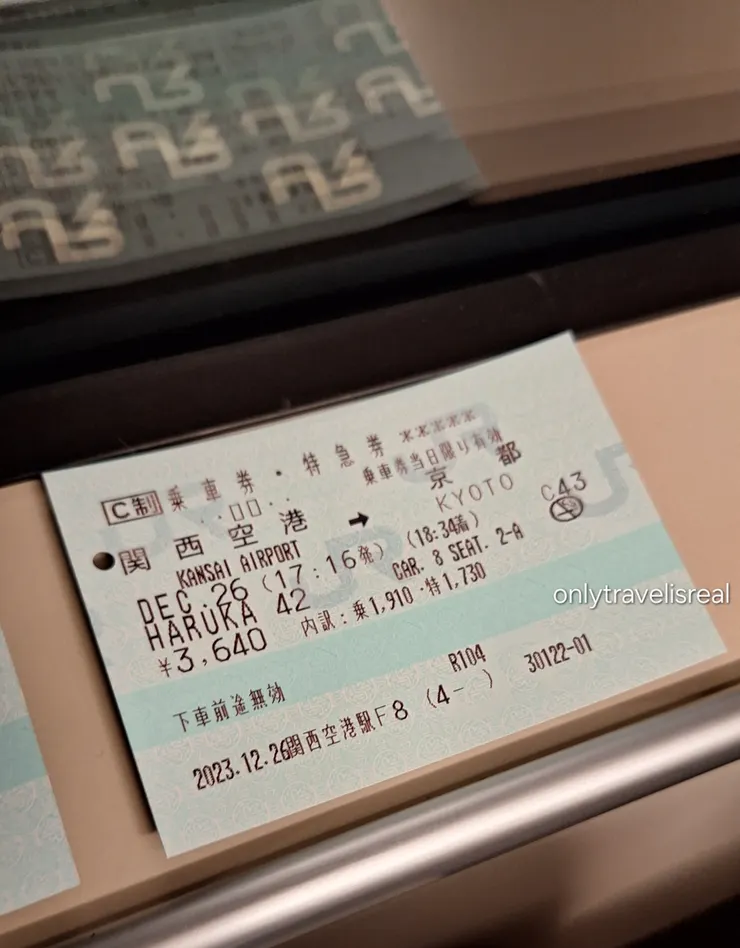 C制 乗車券・特急券 ＊＊＊＊＊
乗車券当日限り有効
関西空港 → 京都
KANSAI AIRPORT KYOTO C43
DEC.26 (17:16発) (18:34着)
HARUKA 42 CAR. 8 SEAT. 2-A
¥3,640 内訳:乗1,910・特1,730
下車前途無効 R104 30122-01
2023.12.26関西空港駅F8 (4- )
onlytravelisreal